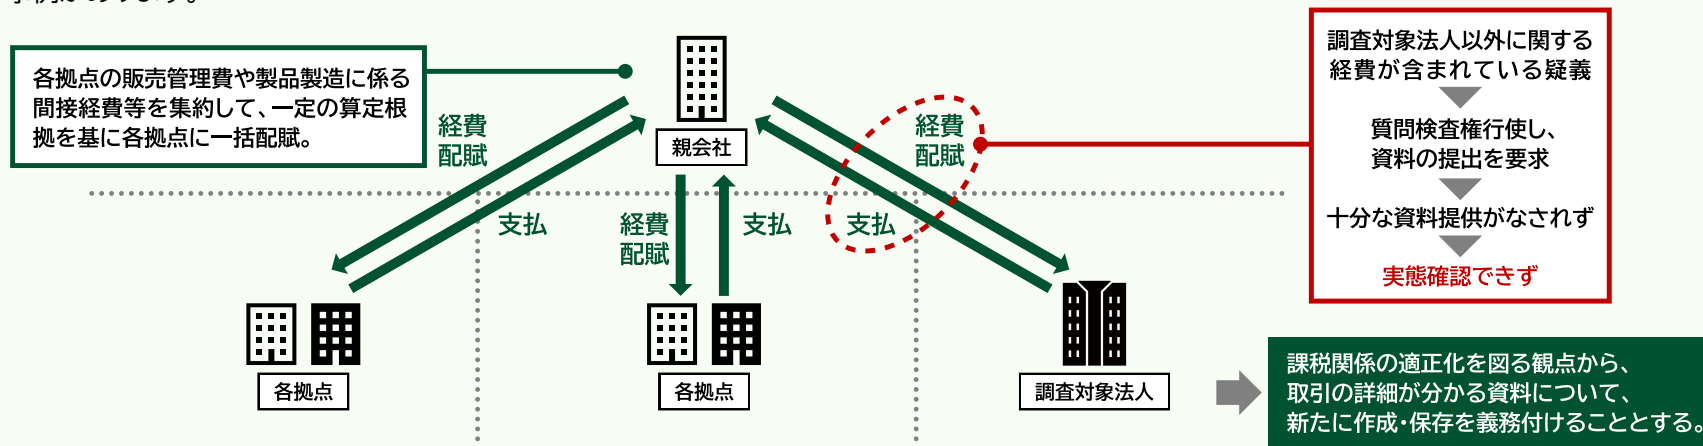 各拠点の販売管理費や製品製造に係る
間接経費等を集約して、一定の算定根
拠を基に各拠点に一括配賦。
親会社
経費
配賦
支払
経費
配賦
支払
経費
配賦
支払
各拠点
各拠点
調査対象法人
調査対象法人以外に関する
経費が含まれている疑義
質問検査権行使し、
資料の提出を要求
十分な資料提供がなされず
実態確認できず
課税関係の適正化を図る観点から、
取引の詳細が分かる資料について、
新たに作成・保存を義務付けることとする。